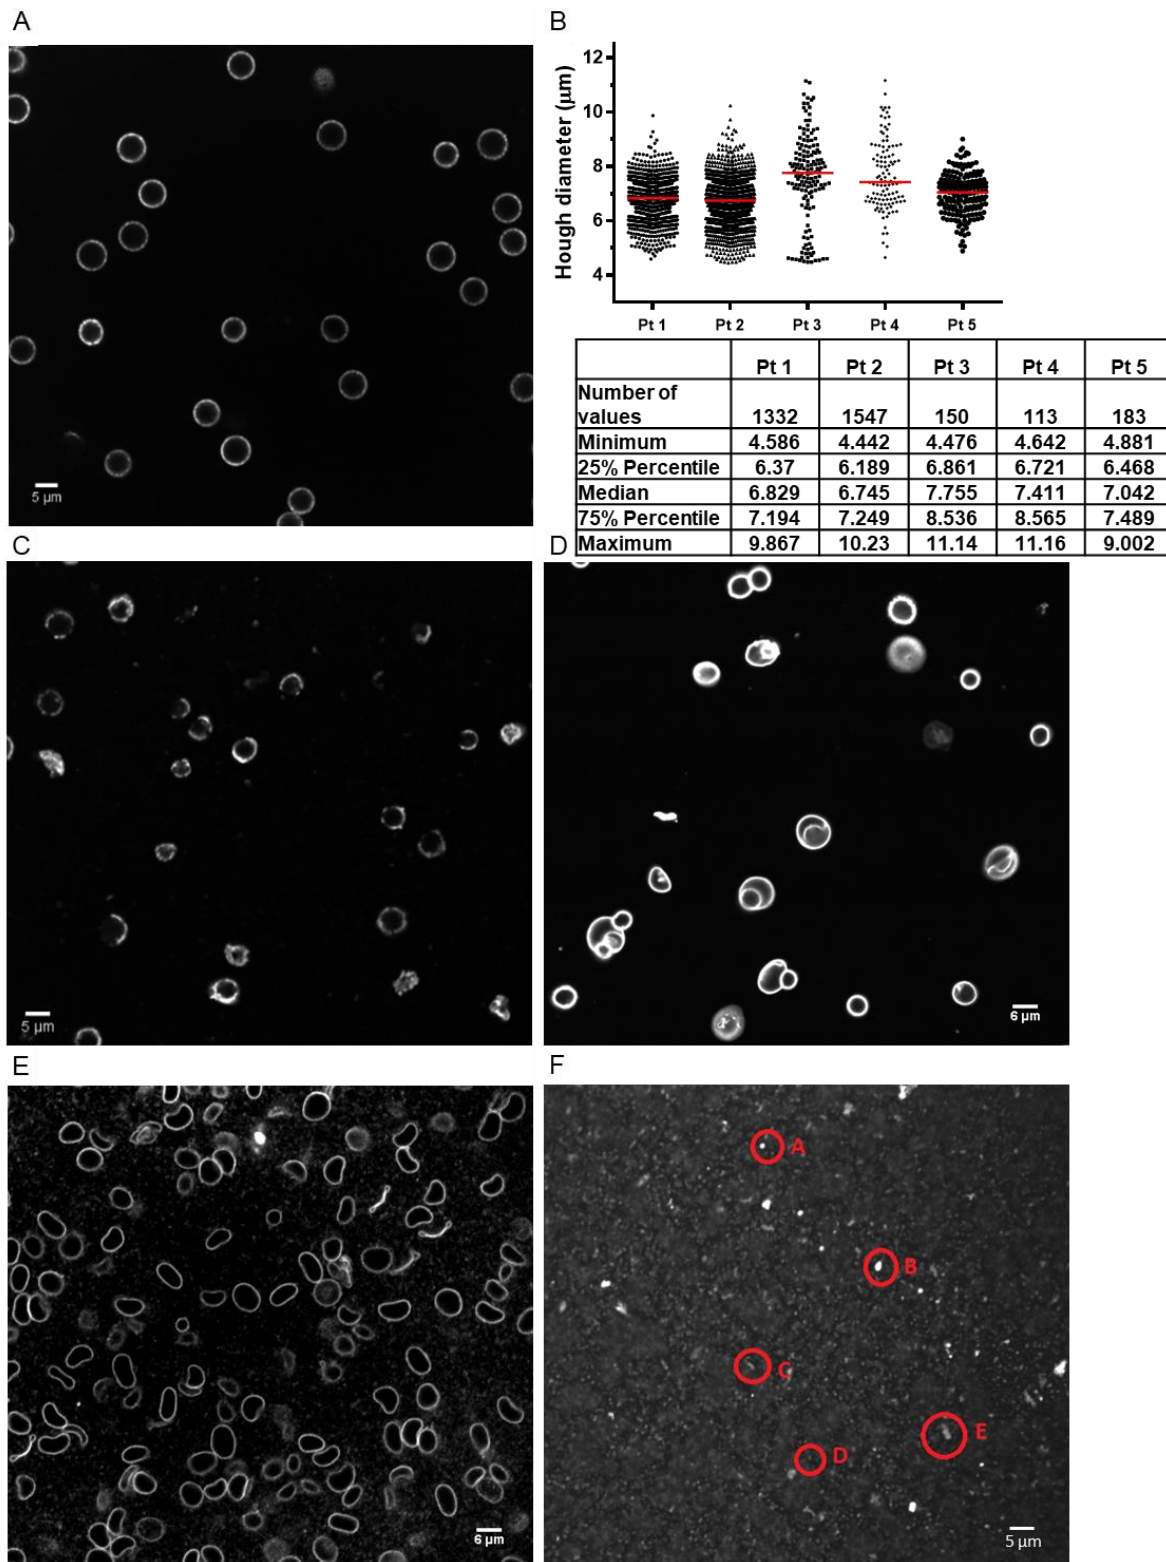 A
B
12
10
8
6
4
Hough diameter (µm)
Pt 1 Pt 2 Pt 3 Pt 4 Pt 5
Pt 1 Pt 2 Pt 3 Pt 4 Pt 5
Number of
values 1332 1547 150 113 183
Minimum 4.586 4.442 4.476 4.642 4.881
25% Percentile 6.37 6.189 6.861 6.721 6.468
Median 6.829 6.745 7.755 7.411 7.042
75% Percentile 7.194 7.249 8.536 8.565 7.489
Maximum 9.867 10.23 11.14 11.16 9.002
5 µm
C
D
5 µm
6 µm
E
F
6 µm
A
B
C
D
E
5 µm